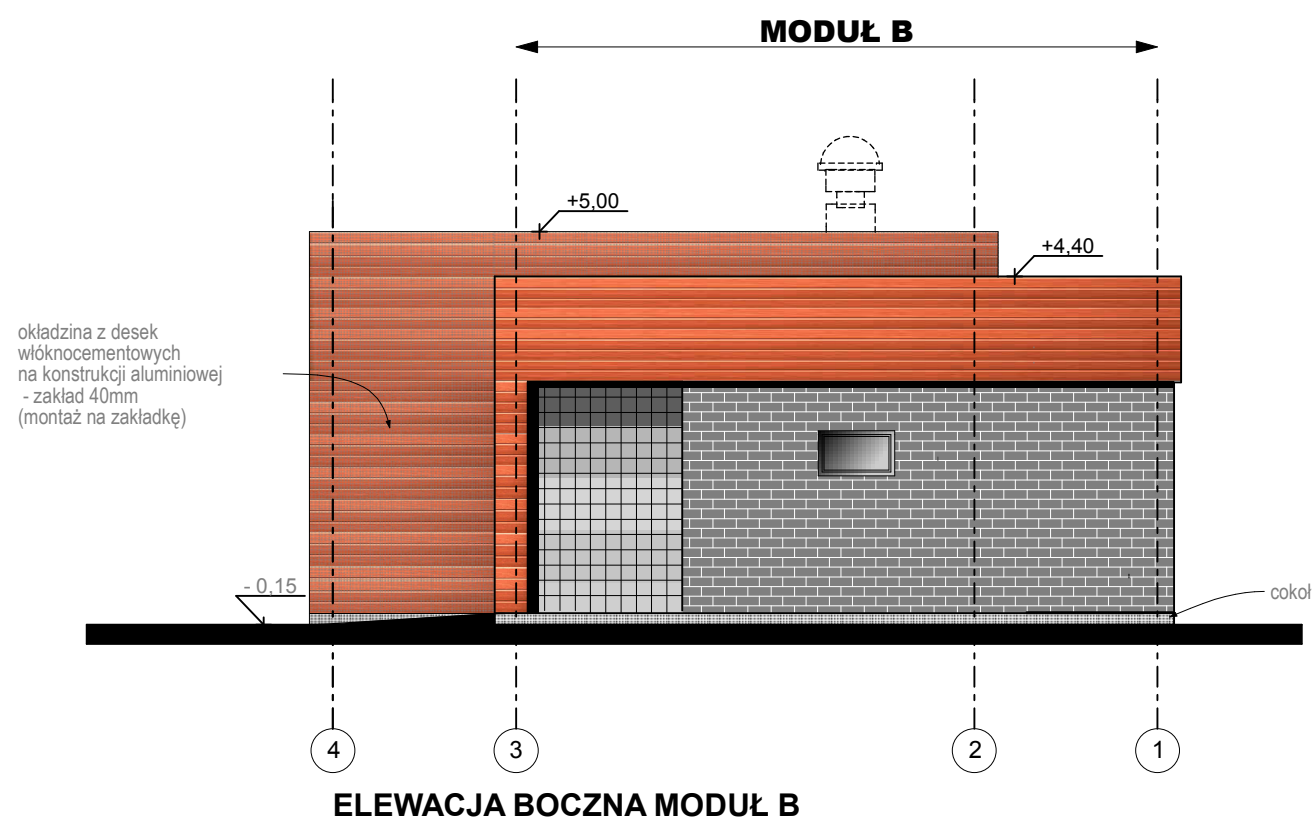 MODUŁ B
+5,00
+4,40
okładzina z desek
włóknocementowych
na konstrukcji aluminiowej
- zakład 40mm
(montaż na zakładkę)
- 0,15
cokoł
4
3
2
1
ELEWACJA BOCZNA MODUŁ B